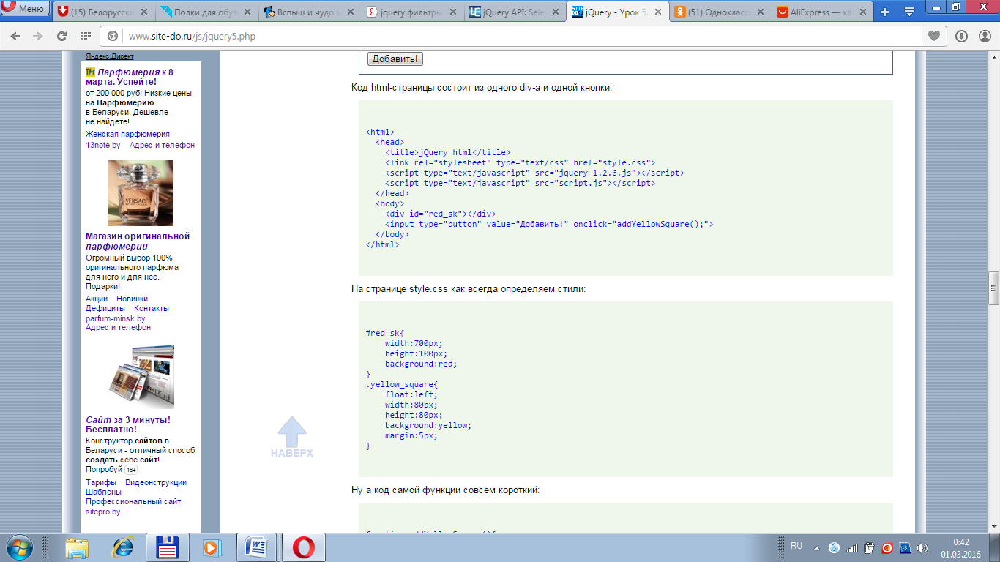 Меню
(15) Белорусски
Полки для обув
Вспыш и чудо м
jquery фильтры
jQuery API: Sele
jQuery - Урок 5.
(51) Одноклассн
AliExpress — ка
www.site-do.ru/js/jquery5.php
Яндекс.Директ
Парфюмерия к 8
марта. Успейте!
от 200 000 руб! Низкие цены
на Парфюмерию
в Беларуси. Дешевле
не найдете!
Женская парфюмерия
13note.by Адрес и телефон
VERSACE
Магазин оригинальной
парфюмерии
Огромный выбор 100%
оригинального парфюма
для него и для нее.
Подарки!
Акции Новинки
Дефициты Контакты
parfum-minsk.by
Адрес и телефон
Сайт за 3 минуты!
Бесплатно!
Конструктор сайтов в
Беларуси - отличный способ
создать себе сайт!
Попробуй 18+
Тарифы Видеонструкции
Шаблоны
Профессиональный сайт
sitepro.by
НАВЕРХ
Добавить!
Код html-страницы состоит из одного div-а и одной кнопки:
<html>
<head>
<title>jQuery html</title>
<link rel="stylesheet" type="text/css" href="style.css">
<script type="text/javascript" src="jquery-1.2.6.js"></script>
<script type="text/javascript" src="script.js"></script>
</head>
<body>
<div id="red_sk"></div>
<input type="button" value="Добавить!" onclick="addYellowSquare();">
</body>
</html>
На странице style.css как всегда определяем стили:
#red_sk{
width:700px;
height:100px;
background:red;
}
.yellow_square{
float:left;
width:80px;
height:80px;
background:yellow;
margin:5px;
}
Ну а код самой функции совсем короткий:
RU
0:42
01.03.2016